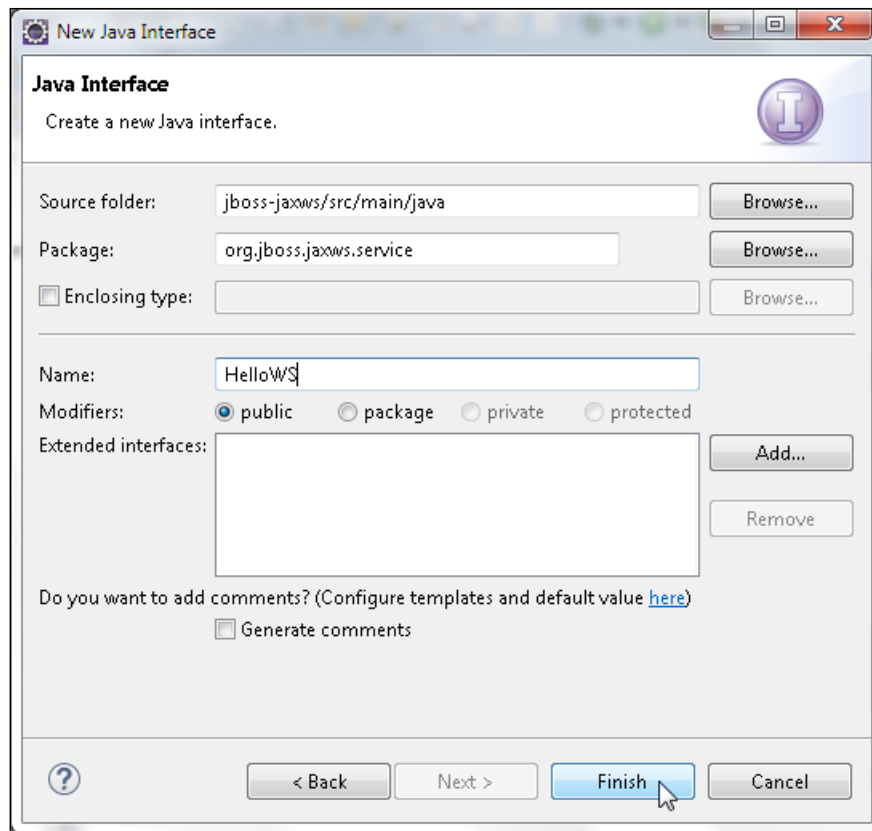 New Java Interface
Java Interface
Create a new Java interface.
Source folder: jboss-jaxws/src/main/java Browse...
Package: org.jboss.jaxws.service Browse...
Enclosing type: Browse...
Name: HelloWS
Modifiers: public package private protected
Extended interfaces: Add...
Remove
Do you want to add comments? (Configure templates and default value here)
Generate comments
? < Back Next > Finish Cancel